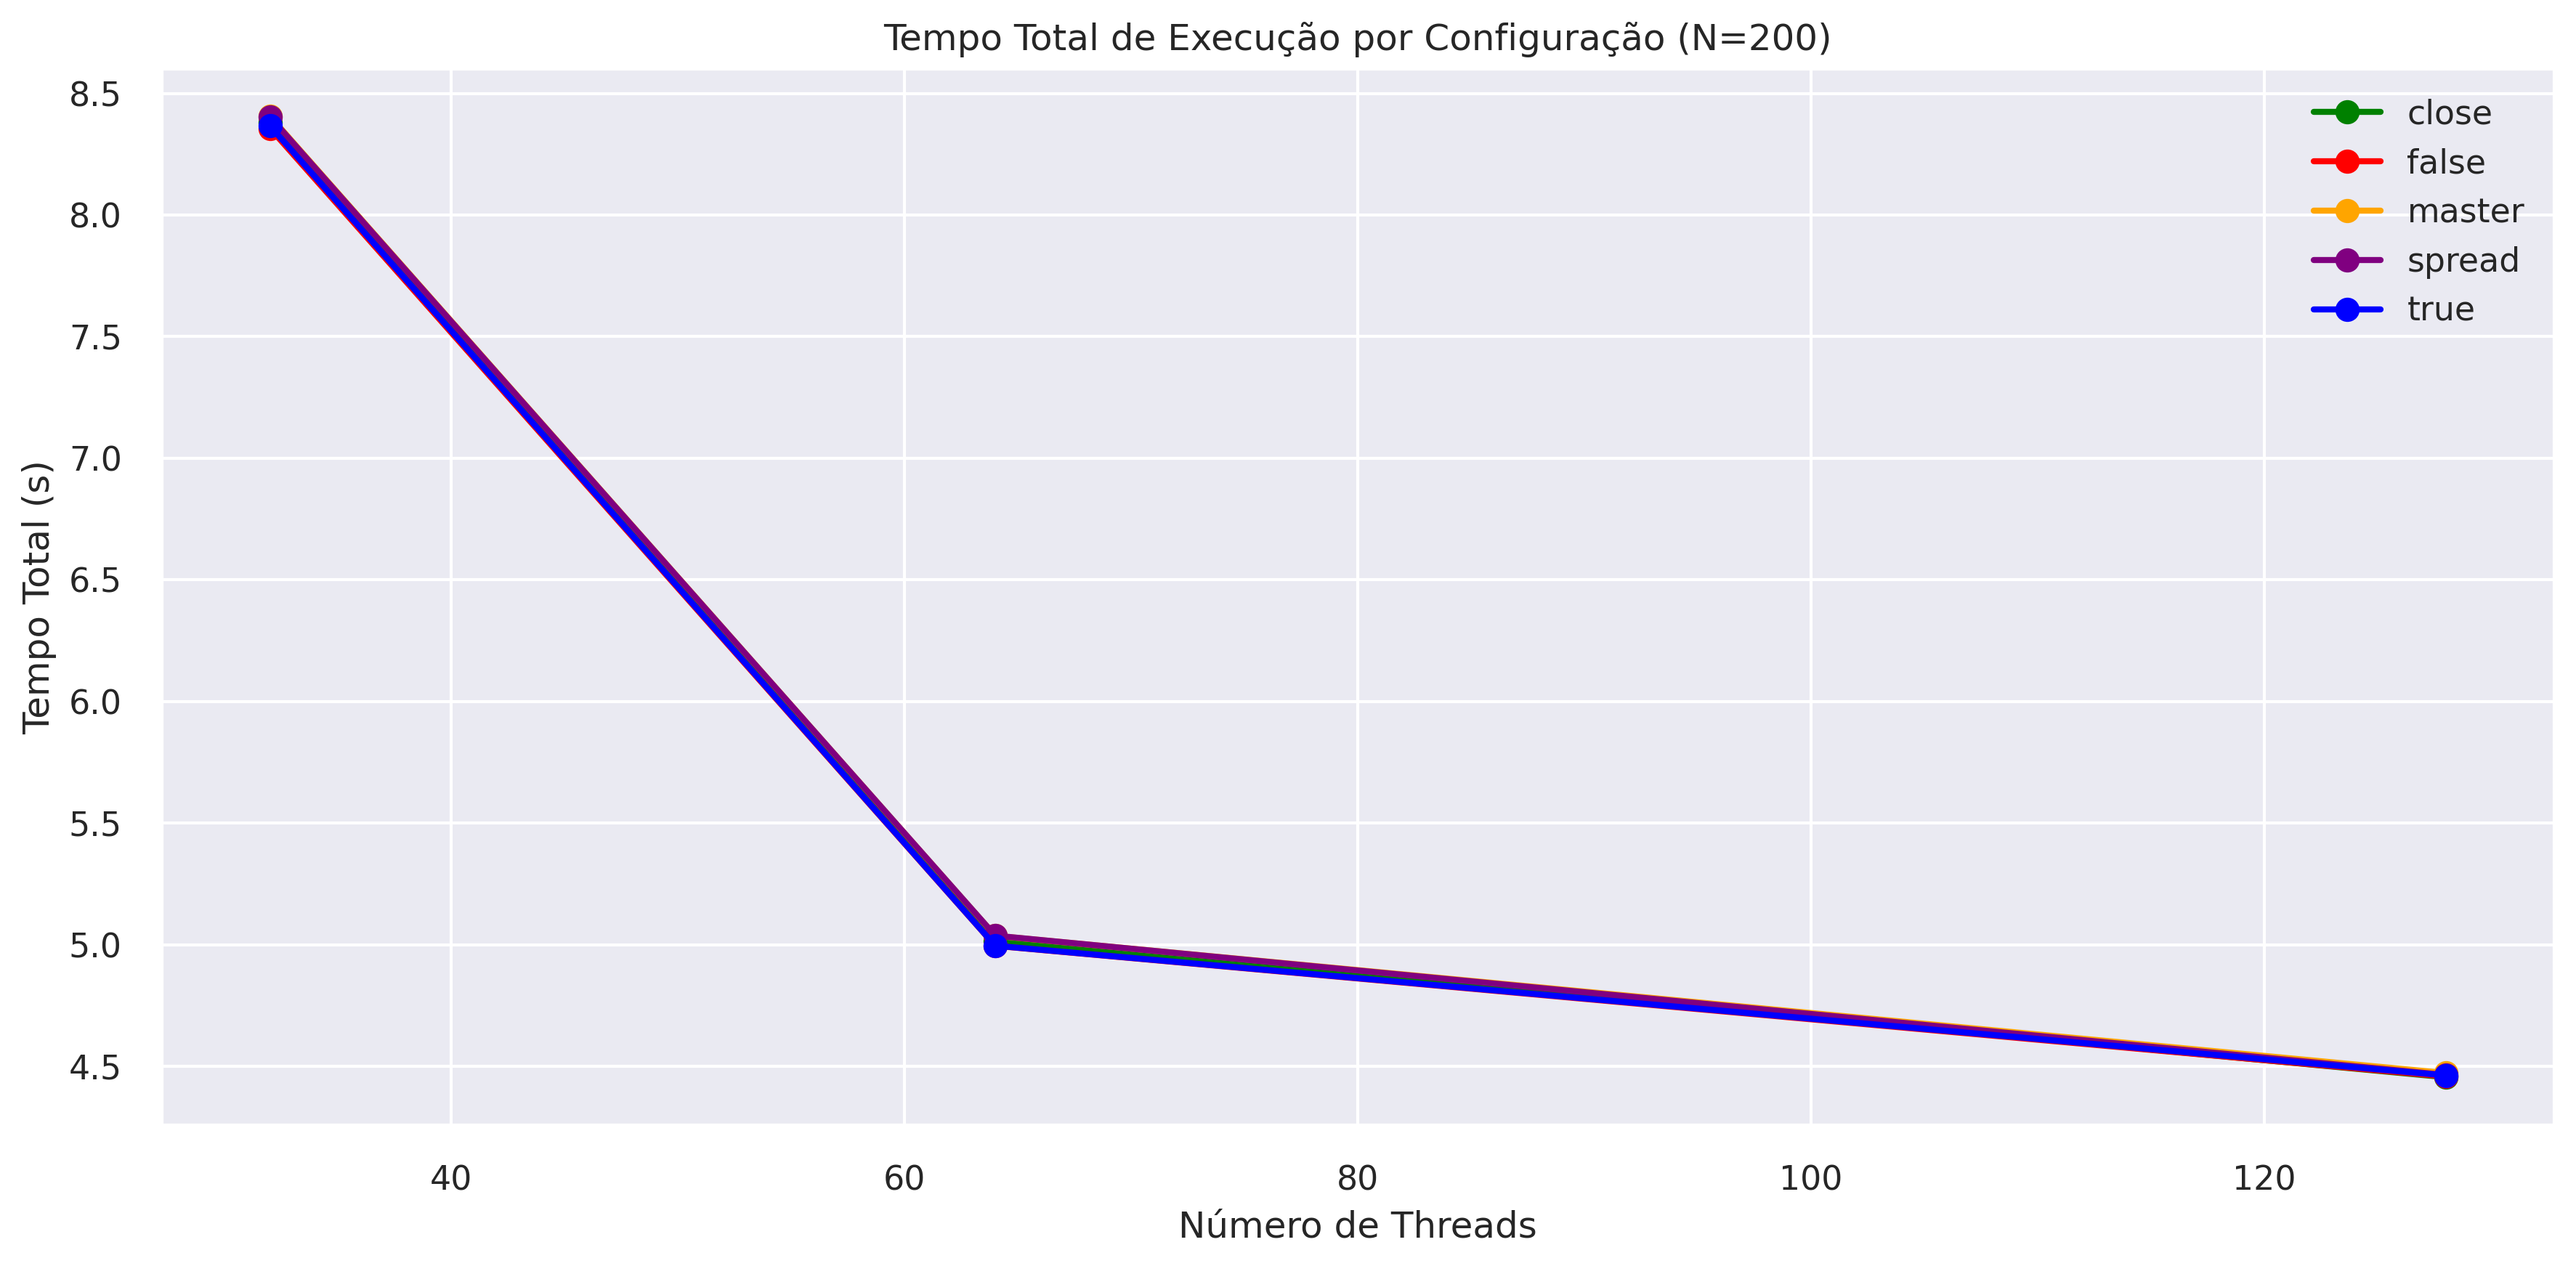 Tempo Total de Execução por Configuração (N=200)
8.5
8.0
7.5
7.0
6.5
6.0
5.5
5.0
4.5
Tempo Total (s)
close
false
master
spread
true
40 60 80 100 120
Número de Threads